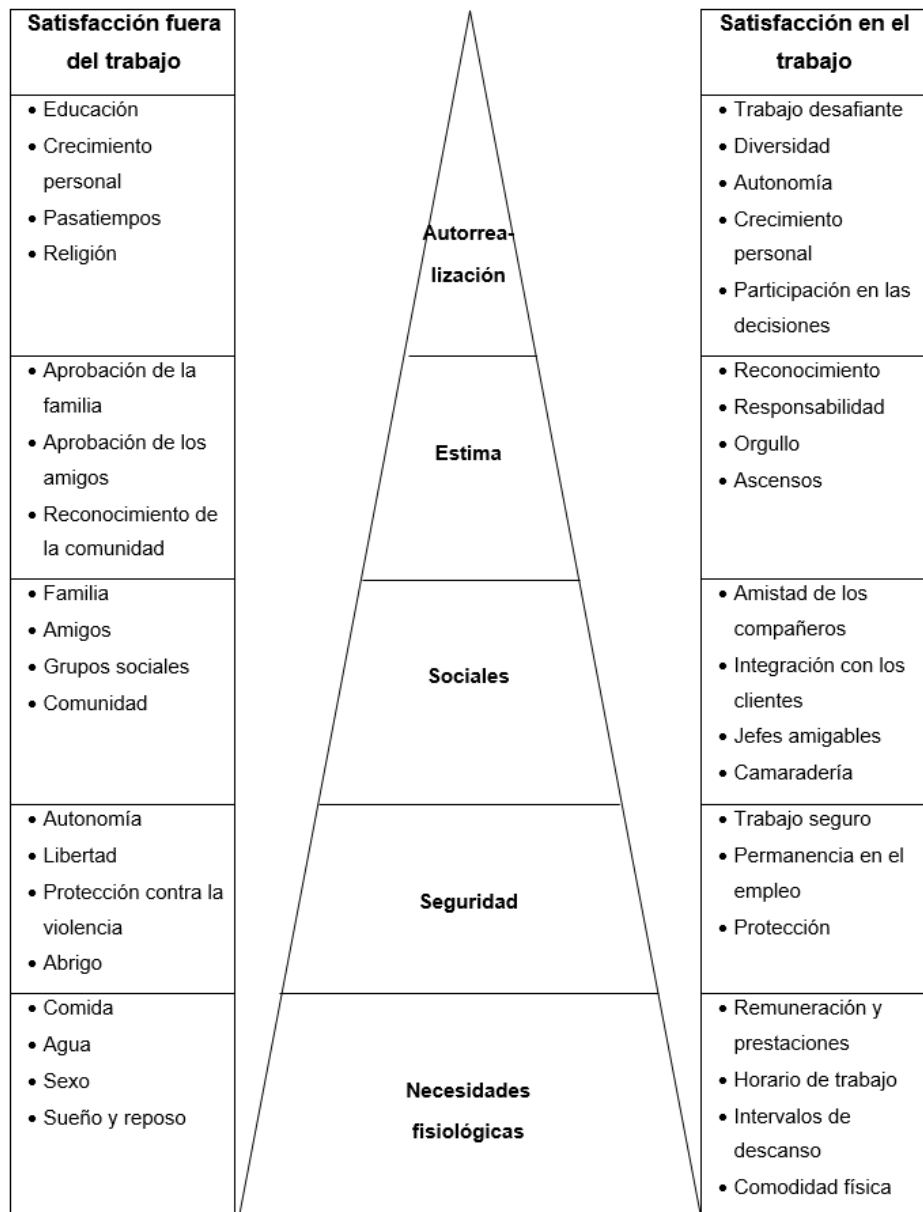 Satisfacción fuera
del trabajo
• Educación
• Crecimiento
personal
• Pasatiempos
• Religión
• Aprobación de la
familia
• Aprobación de los
amigos
• Reconocimiento de
la comunidad
• Familia
• Amigos
• Grupos sociales
• Comunidad
• Autonomía
• Libertad
• Protección contra la
violencia
• Abrigo
• Comida
• Agua
• Sexo
• Sueño y reposo
Autorrea-
lización
Estima
Sociales
Seguridad
Necesidades
fisiológicas
Satisfacción en el
trabajo
• Trabajo desafiante
• Diversidad
• Autonomía
• Crecimiento
personal
• Participación en las
decisiones
• Reconocimiento
• Responsabilidad
• Orgullo
• Ascensos
• Amistad de los
compañeros
• Integración con los
clientes
• Jefes amigables
• Camaradería
• Trabajo seguro
• Permanencia en el
empleo
• Protección
• Remuneración y
prestaciones
• Horario de trabajo
• Intervalos de
descanso
• Comodidad física